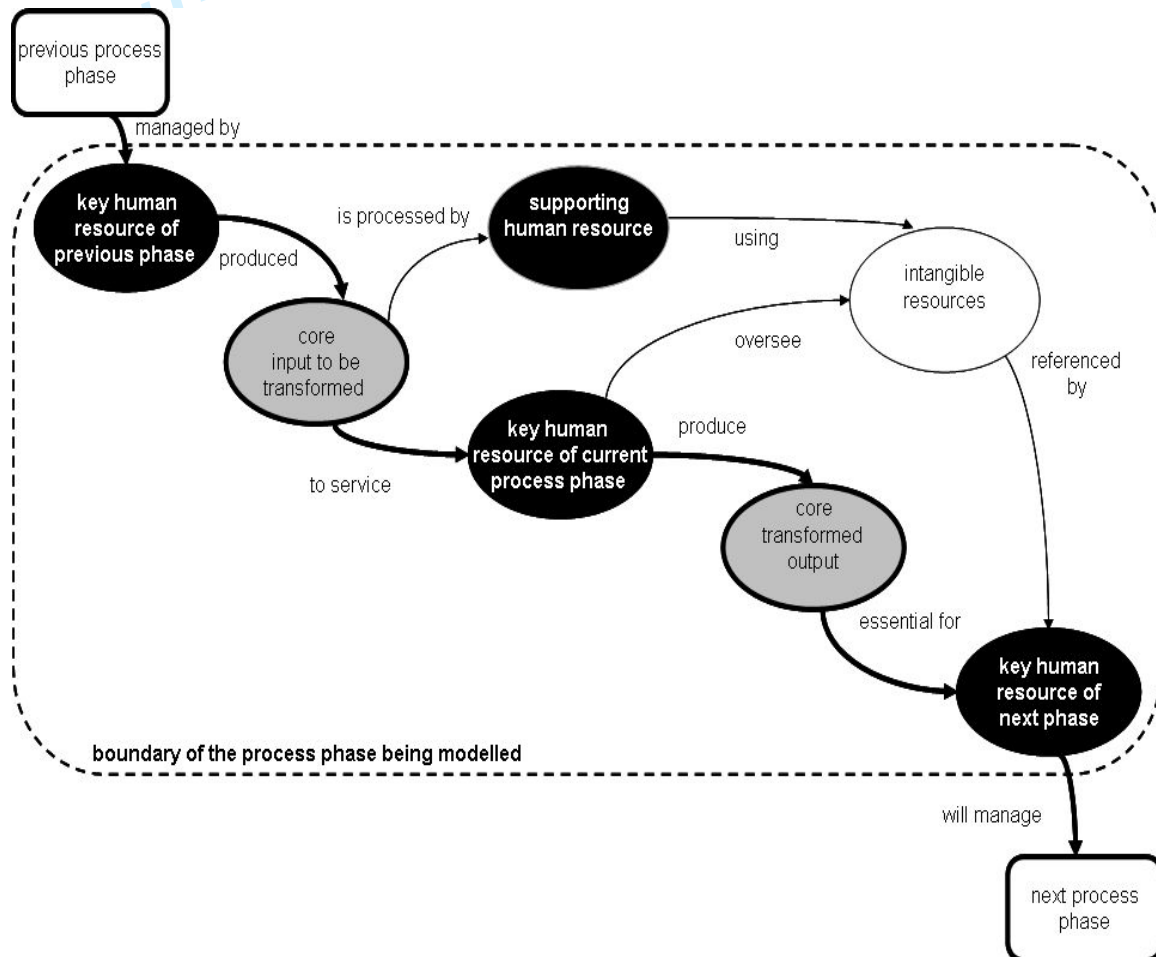 previous process
phase
managed by
key human
resource of
previous phase
produced
is processed by
supporting
human resource
using
intangible
resources
core
input to be
transformed
oversee
referenced
by
to service
key human
resource of current
process phase
produce
core
transformed
output
essential for
key human
resource of
next phase
boundary of the process phase being modelled
will manage
next process
phase